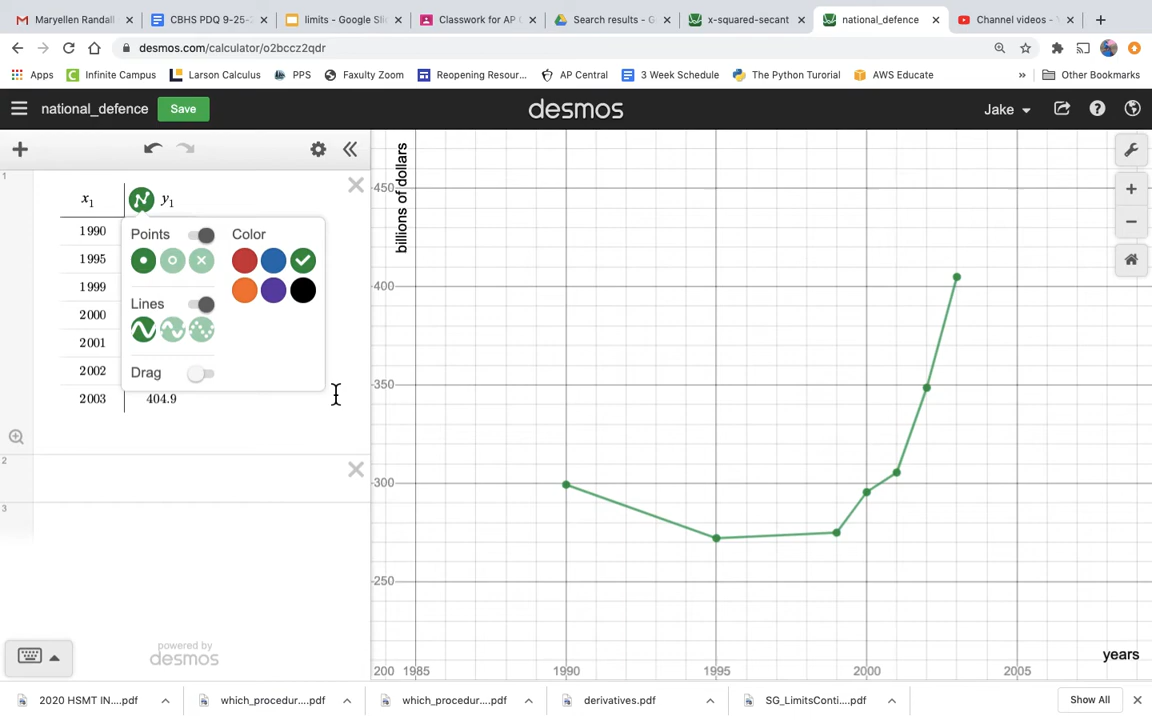 Maryellen Randall
CBHS PDQ 9-25-
limits - Google Sli
Classwork for AP
Search results - G
x-squared-secant
national_defence
Channel videos -
desmos.com/calculator/o2bccz2qdr
Apps
Infinite Campus
Larson Calculus
PPS
Faxulty Zoom
Reopening Resour...
AP Central
3 Week Schedule
The Python Turorial
AWS Educate
»
Other Bookmarks
national_defence
Save
desmos
Jake
1
x1
y1
1990
1995
1999
2000
2001
2002
2003
404.9
Points
Color
Lines
Drag
2
3
powered by
desmos
billions of dollars
450
400
350
300
250
200
1985
1990
1995
2000
2005
years
2020 HSMT IN....pdf
which_procedur....pdf
which_procedur....pdf
derivatives.pdf
SG_LimitsConti....pdf
Show All